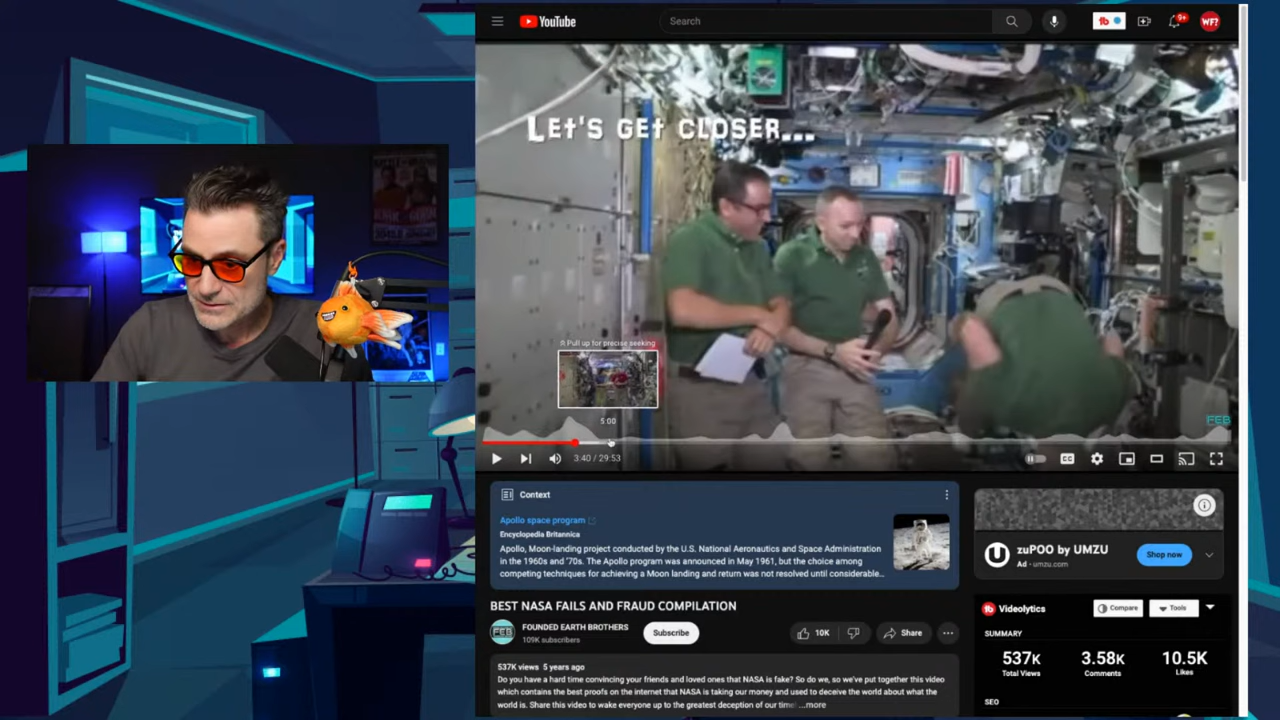 YouTube
Search
9+
WF?
LEt'S GET CLOSER...
Pull up for precise seeking
5:00
FEB
3:40 / 29:53
CC
Context
Apollo space program
Encyclopedia Britannica
Apollo, Moon-landing project conducted by the U.S. National Aeronautics and Space Administration
in the 1960s and '70s. The Apollo program was announced in May 1961, but the choice among
competing techniques for achieving a Moon landing and return was not resolved until considerable...
zuPOO by UMZU
Ad · umzu.com
Shop now
BEST NASA FAILS AND FRAUD COMPILATION
FEB
FOUNDED EARTH BROTHERS
109K subscribers
Subscribe
10K
Share
Videolytics
Compare
Tools
SUMMARY
537K
3.58K
10.5K
Total Views
Comments
Likes
SEO
537K views 5 years ago
Do you have a hard time convincing your friends and loved ones that NASA is fake? So do we, so we've put together this video
which contains the best proofs on the internet that NASA is taking our money and used to deceive the world about what the
world is. Share this video to wake everyone up to the greatest deception of our time! ...more